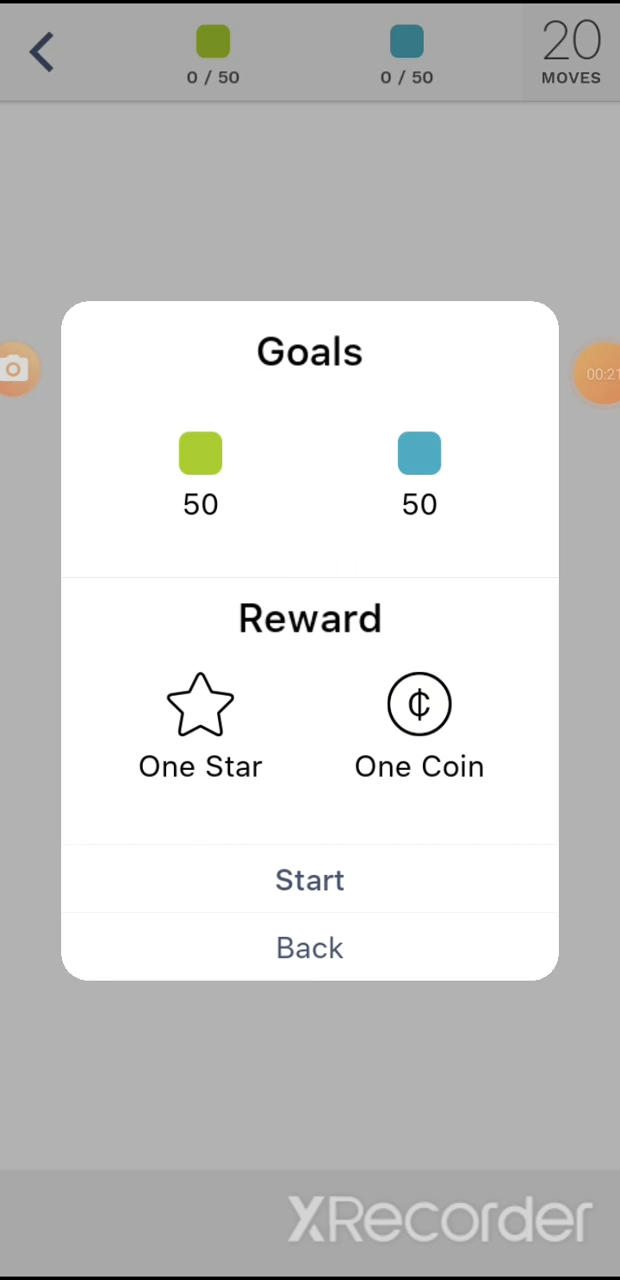 0 / 50
0 / 50
20
MOVES
Goals
50
50
00:21
Reward
¢
One Star
One Coin
Start
Back
XRecorder